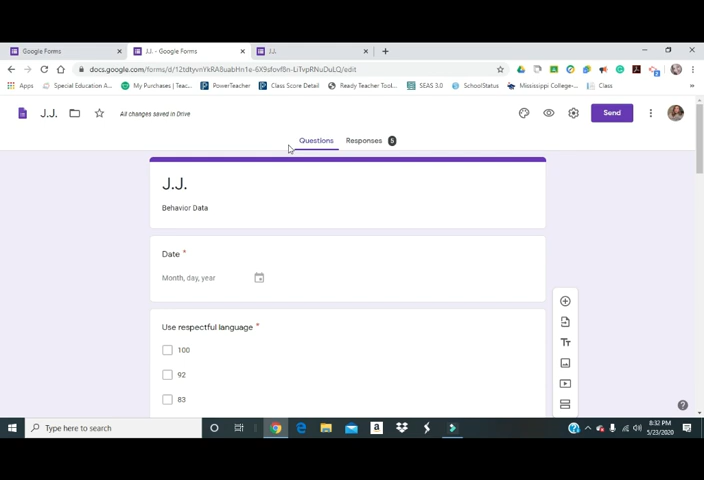 Google Forms
J.J. - Google Forms
J.J.
docs.google.com/forms/d/12tdtyvnYkRA8uabHn1e-6X9sfovf8n-LiTvpRNuDuLQ/edit
Apps
Special Education A...
My Purchases | Teac...
PowerTeacher
Class Score Detail
Ready Teacher Tool...
SEAS 3.0
SchoolStatus
Mississippi College-...
Class
J.J.
All changes saved in Drive
Send
Questions
Responses 5
J.J.
Behavior Data
Date *
Month, day, year
Use respectful language *
100
92
83
Type here to search
8:32 PM
5/23/2020